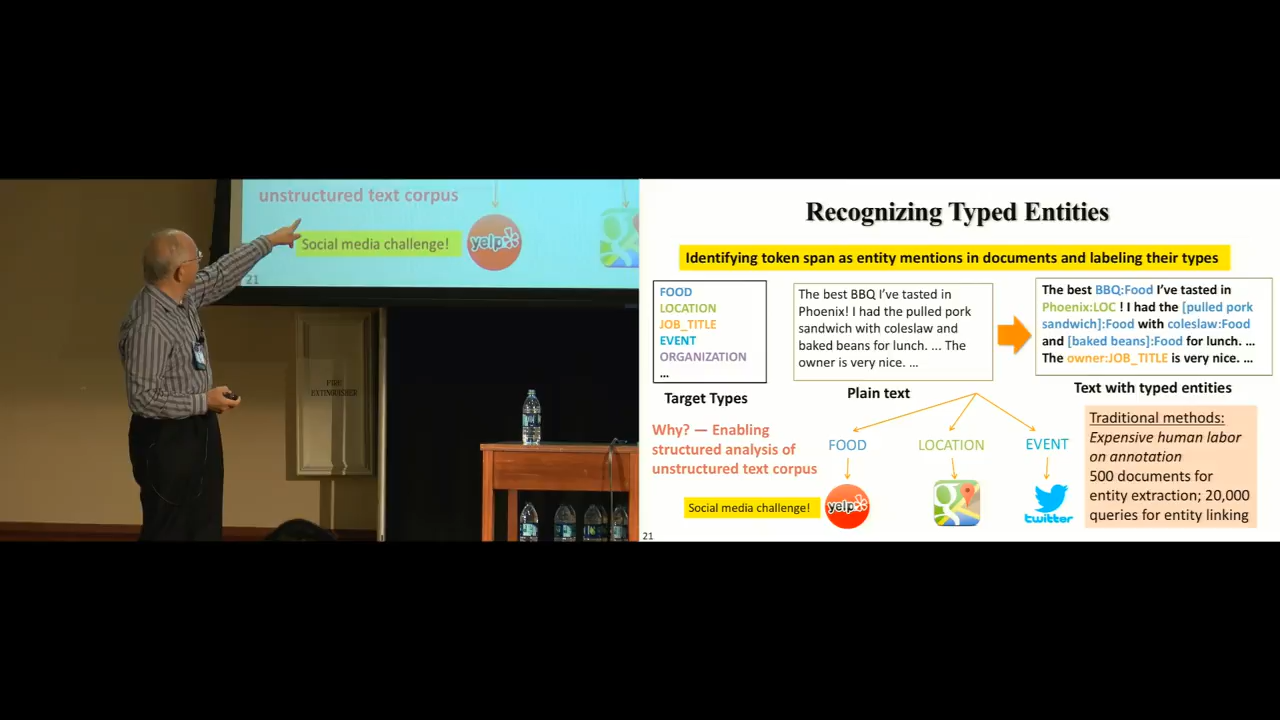 unstructured text corpus
Social media challenge!
yelp
21
FIRE
EXTINGUISHER
Recognizing Typed Entities
Identifying token span as entity mentions in documents and labeling their types
FOOD
LOCATION
JOB_TITLE
EVENT
ORGANIZATION
...
Target Types
The best BBQ I’ve tasted in
Phoenix! I had the pulled pork
sandwich with coleslaw and
baked beans for lunch. ... The
owner is very nice. ...
Plain text
The best BBQ:Food I’ve tasted in
Phoenix:LOC ! I had the [pulled pork
sandwich]:Food with coleslaw:Food
and [baked beans]:Food for lunch. ...
The owner:JOB_TITLE is very nice. ...
Text with typed entities
Why? — Enabling
structured analysis of
unstructured text corpus
FOOD
LOCATION
EVENT
Social media challenge!
yelp
g
twitter
Traditional methods:
Expensive human labor
on annotation
500 documents for
entity extraction; 20,000
queries for entity linking
21